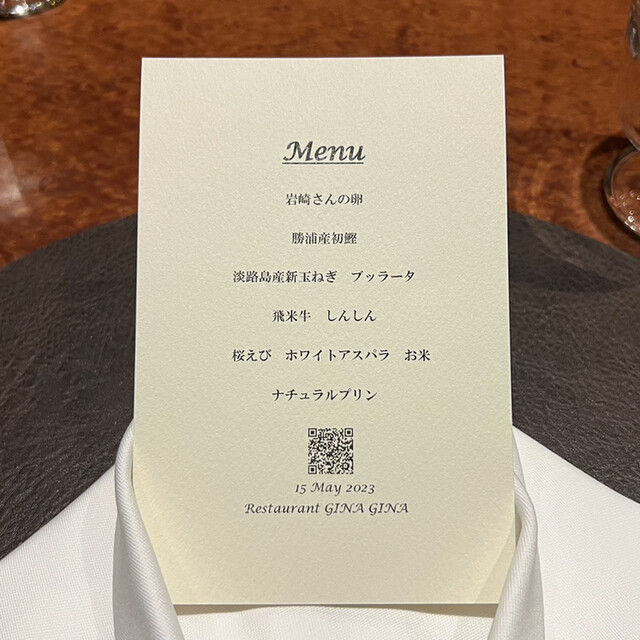 Menu
岩崎さんの卵
勝浦産初鰹
淡路島産新玉ねぎ　ブッラータ
飛米牛　しんしん
桜えび　ホワイトアスパラ　お米
ナチュラルプリン
15 May 2023
Restaurant GINA GINA